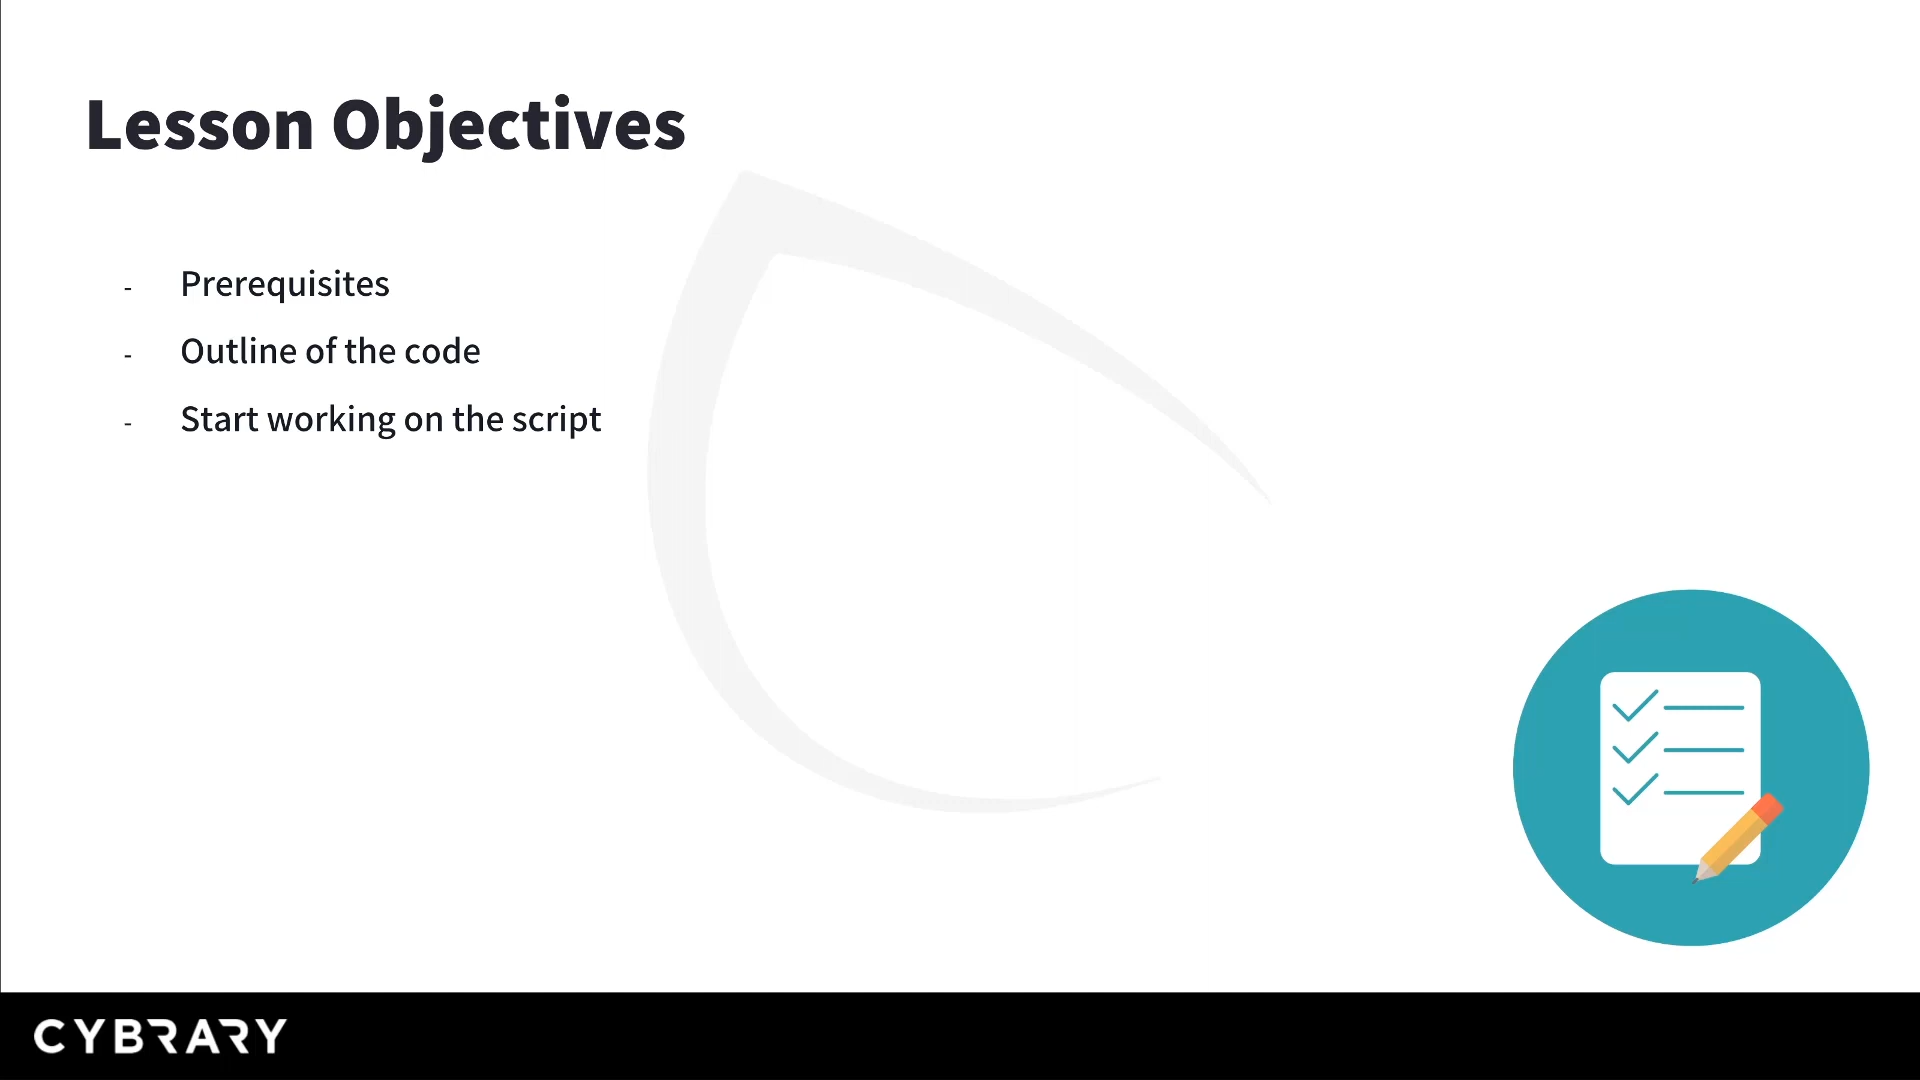 Lesson Objectives
- Prerequisites
- Outline of the code
- Start working on the script
CYBRARY